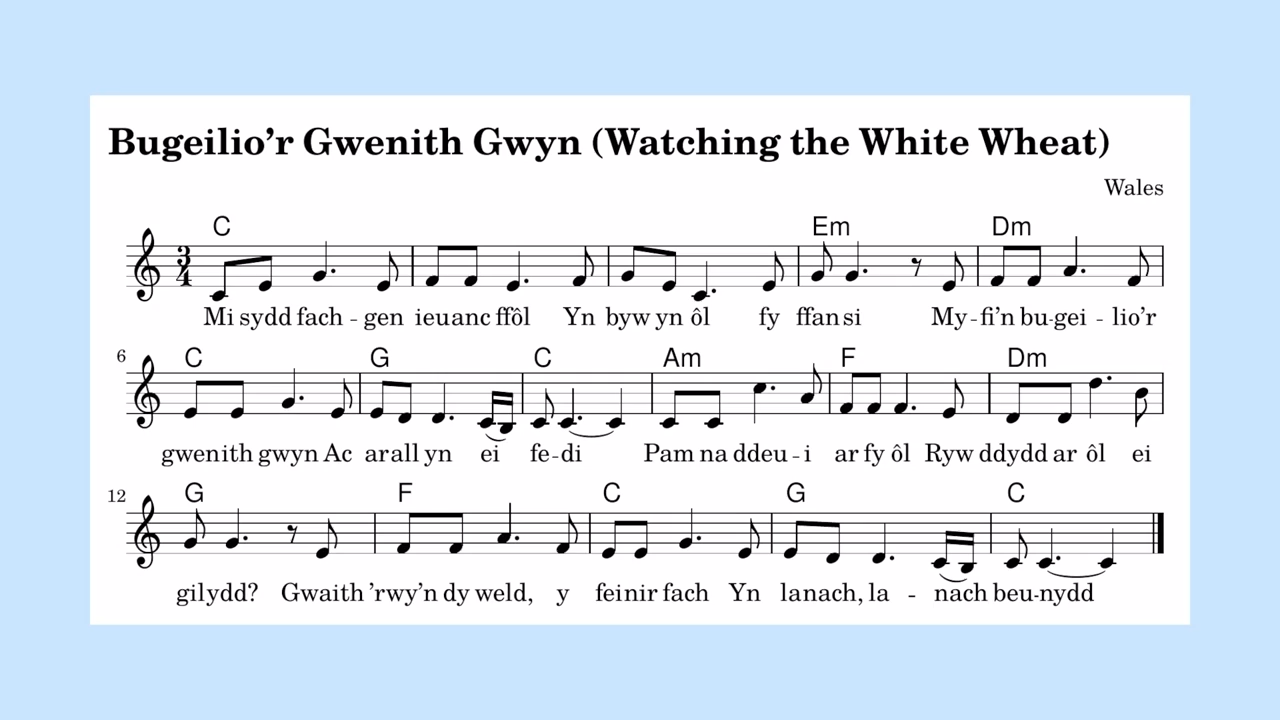 Bugeilio’r Gwenith Gwyn (Watching the White Wheat)
Wales
C Em Dm
3 4
Mi sydd fach - gen ieuanc ffôl Yn byw yn ôl fy ffansi My - fi’n bu - gei - lio’r
6 C G C Am F Dm
gwenith gwyn Ac arall yn ei fe - di Pam na ddeu - i ar fy ôl Ryw ddydd ar ôl ei
12 G F C G C
gilydd? Gwaith ’rwy’n dy weld, y feinir fach Yn lanach, la - nach beu - nydd